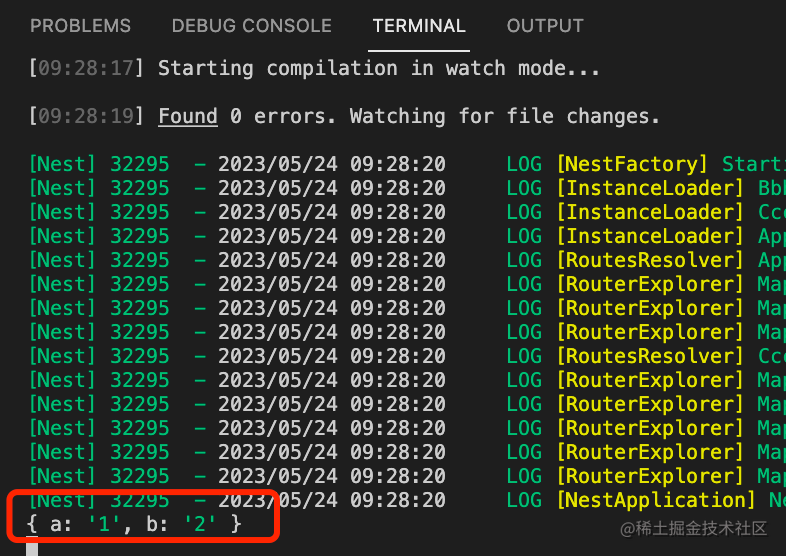 PROBLEMS DEBUG CONSOLE TERMINAL OUTPUT
[09:28:17] Starting compilation in watch mode...
[09:28:19] Found 0 errors. Watching for file changes.
[Nest] 32295 - 2023/05/24 09:28:20 LOG [NestFactory] Starti
[Nest] 32295 - 2023/05/24 09:28:20 LOG [InstanceLoader] Bbb
[Nest] 32295 - 2023/05/24 09:28:20 LOG [InstanceLoader] Ccc
[Nest] 32295 - 2023/05/24 09:28:20 LOG [InstanceLoader] App
[Nest] 32295 - 2023/05/24 09:28:20 LOG [RoutesResolver] App
[Nest] 32295 - 2023/05/24 09:28:20 LOG [RouterExplorer] Map
[Nest] 32295 - 2023/05/24 09:28:20 LOG [RouterExplorer] Map
[Nest] 32295 - 2023/05/24 09:28:20 LOG [RouterExplorer] Map
[Nest] 32295 - 2023/05/24 09:28:20 LOG [RoutesResolver] Ccc
[Nest] 32295 - 2023/05/24 09:28:20 LOG [RouterExplorer] Map
[Nest] 32295 - 2023/05/24 09:28:20 LOG [RouterExplorer] Map
[Nest] 32295 - 2023/05/24 09:28:20 LOG [RouterExplorer] Map
[Nest] 32295 - 2023/05/24 09:28:20 LOG [RouterExplorer] Map
[Nest] 32295 - 2023/05/24 09:28:20 LOG [RouterExplorer] Map
[Nest] 32295 - 2023/05/24 09:28:20 LOG [NestApplication] Ne
{ a: '1', b: '2' }
@稀土掘金技术社区